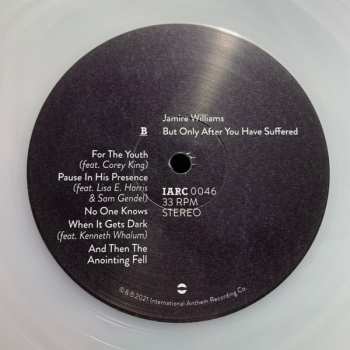 Jamire Williams
B
But Only After You Have Suffered
For The Youth
(feat. Corey King)
Pause In His Presence
(feat. Lisa E. Harris
& Sam Gendel)
No One Knows
When It Gets Dark
(feat. Kenneth Whalum)
And Then The
Anointing Fell
IARC 0046
33 RPM
STEREO
©&℗2021 International Anthem Recording Co.